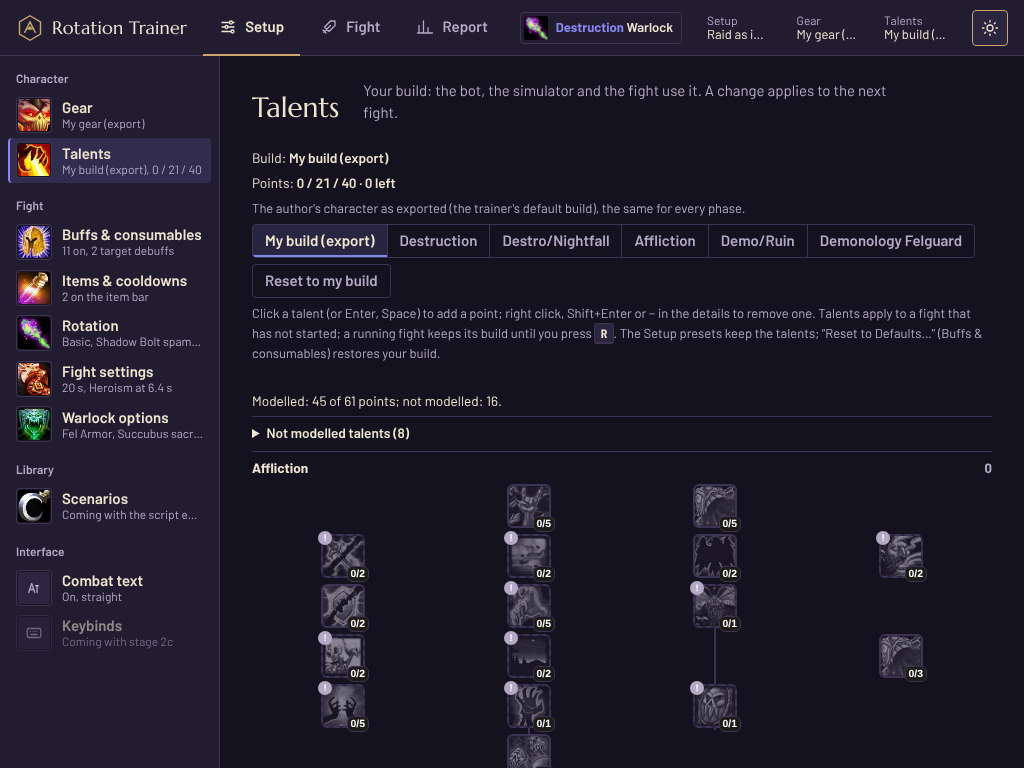 Rotation Trainer
Setup
Fight
Report
Destruction Warlock
Setup
Raid as i...
Gear
My gear (...
Talents
My build (...
Character
Gear
My gear (export)
Talents
My build (export), 0 / 21 / 40
Fight
Buffs & consumables
11 on, 2 target debuffs
Items & cooldowns
2 on the item bar
Rotation
Basic, Shadow Bolt spam...
Fight settings
20 s, Heroism at 6.4 s
Warlock options
Fel Armor, Succubus sacr...
Library
Scenarios
Coming with the script e...
Interface
AT
Combat text
On, straight
Keybinds
Coming with stage 2c
Talents
Your build: the bot, the simulator and the fight use it. A change applies to the next
fight.
Build: My build (export)
Points: 0 / 21 / 40 · 0 left
The author's character as exported (the trainer's default build), the same for every phase.
My build (export)
Destruction
Destro/Nightfall
Affliction
Demo/Ruin
Demonology Felguard
Reset to my build
Click a talent (or Enter, Space) to add a point; right click, Shift+Enter or − in the details to remove one. Talents apply to a fight that
has not started; a running fight keeps its build until you press R . The Setup presets keep the talents; "Reset to Defaults..." (Buffs &
consumables) restores your build.
Modelled: 45 of 61 points; not modelled: 16.
Not modelled talents (8)
Affliction 0
0/5 0/5
! 0/2 ! 0/2 0/2 ! 0/2
0/2 ! 0/5 ! 0/1
! 0/2 ! 0/2 0/3
! 0/5 ! 0/1 ! 0/1